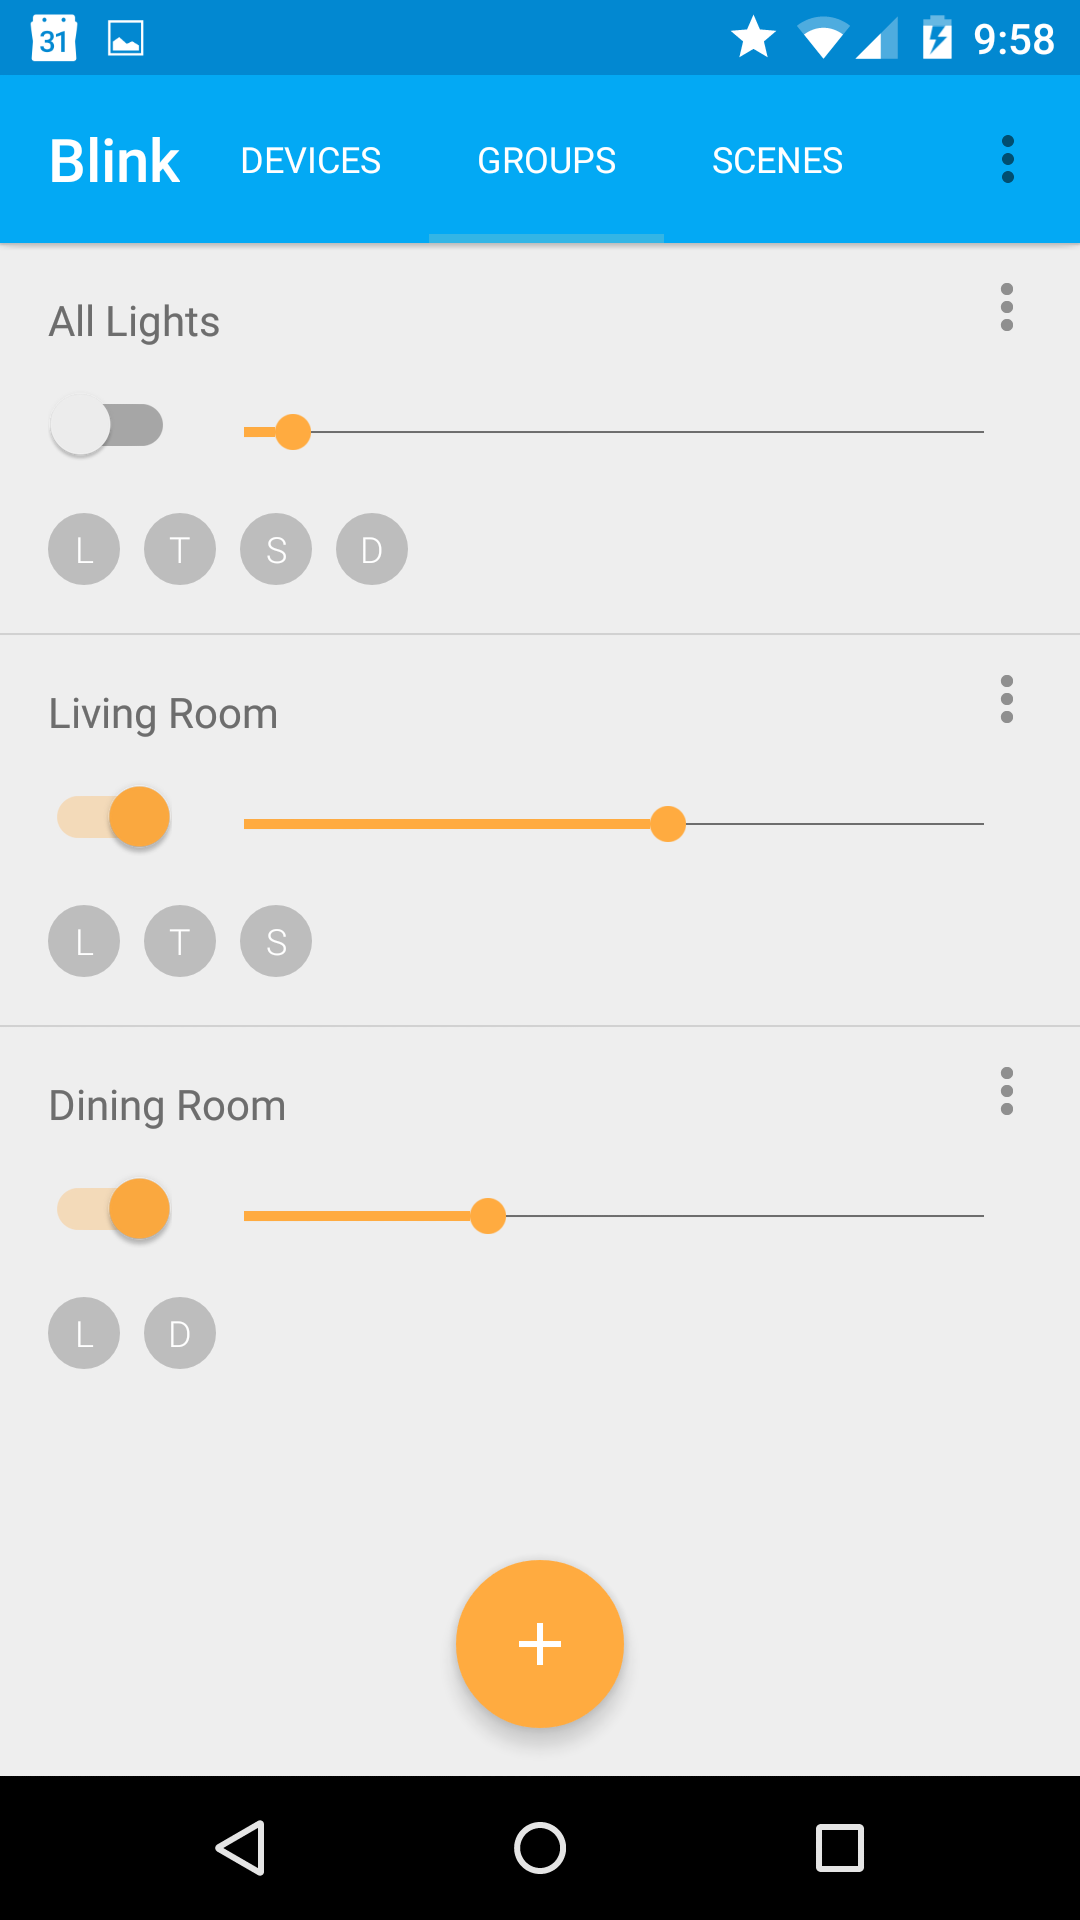 31 9:58
Blink DEVICES GROUPS SCENES
All Lights
L T S D
Living Room
L T S
Dining Room
L D